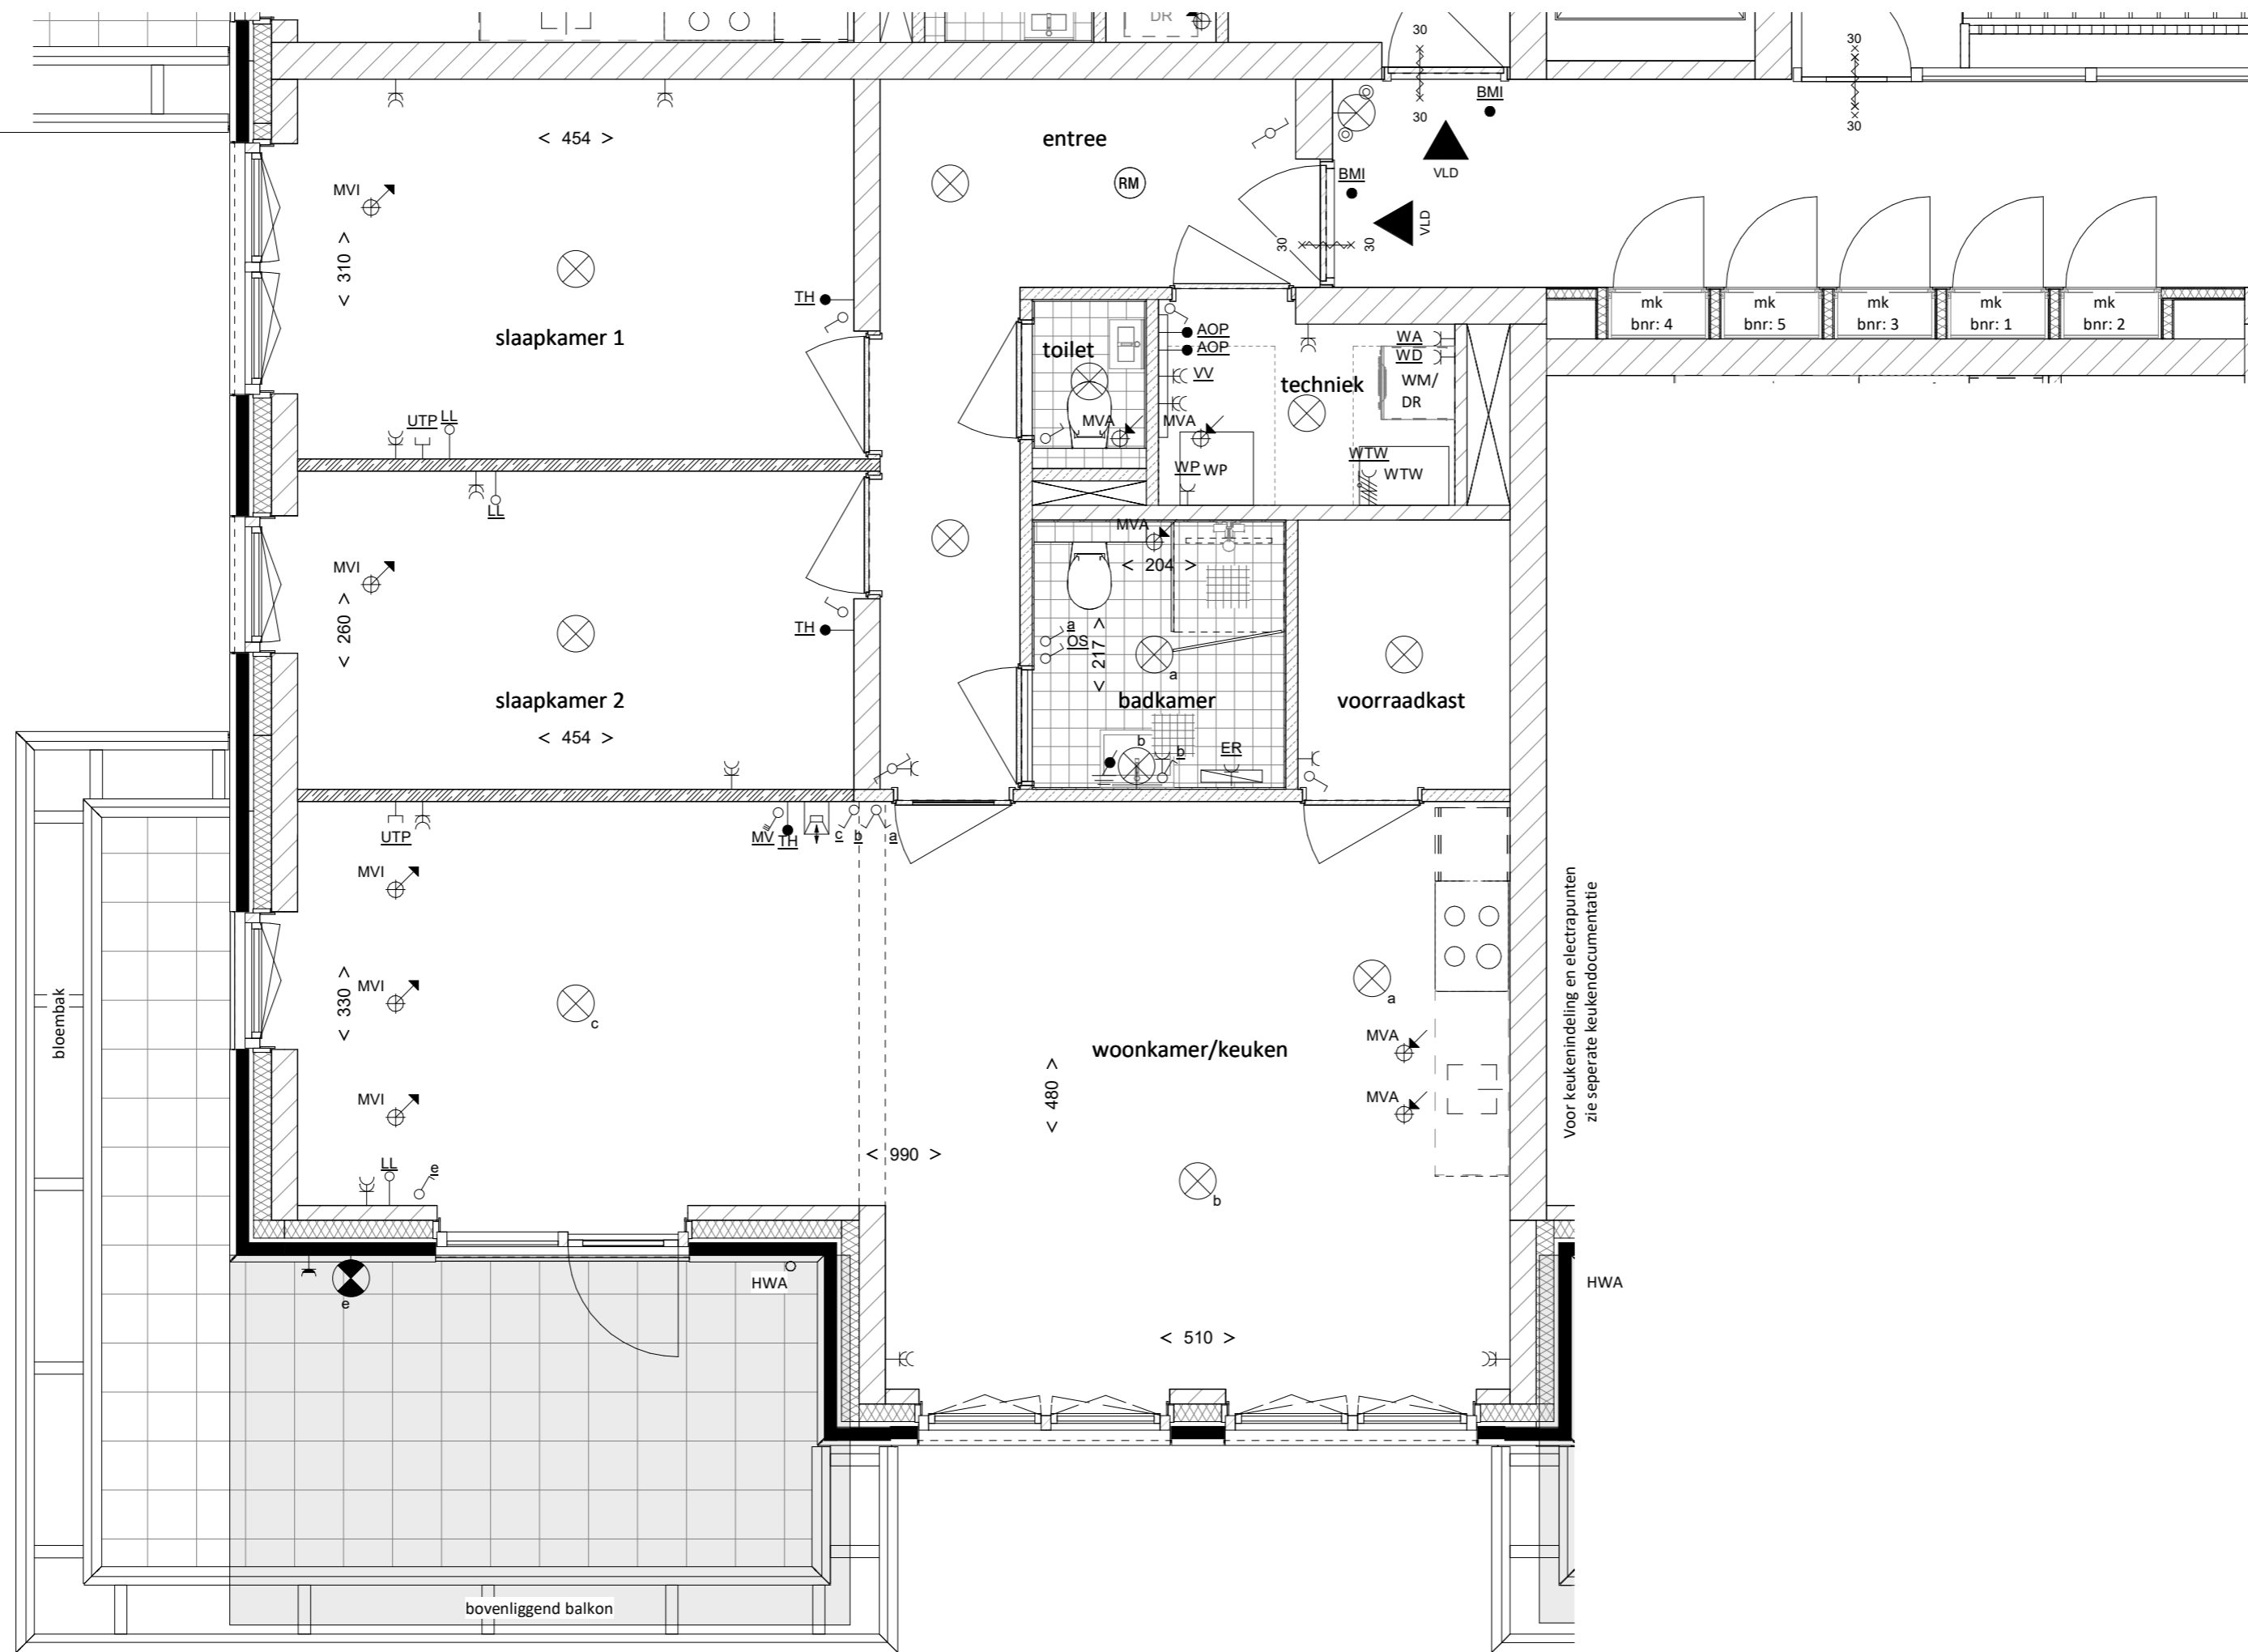 DR
30
30
BMI
30
30
< 454 >
entree
VLD
MVI
RM
BMI
VLD
30
30
< 310 >
TH
slaapkamer 1
mk
bnr: 4
mk
bnr: 5
mk
bnr: 3
mk
bnr: 1
mk
bnr: 2
toilet
AOP
AOP
VV
WA
WD
techniek
WM/
DR
UTP
LL
MVA
MVA
WTW
WP
WP
WTW
LL
MVA
MVI
< 204 >
< 260 >
TH
a
OS
< 217 >
a
slaapkamer 2
badkamer
voorraadkast
< 454 >
b
b
ER
UTP
MV
TH
c
b
a
MVI
Voor keukenindeling en electrapunten
zie seperate keukendocumentatie
bloembak
MVI
< 330 >
c
a
MVA
woonkamer/keuken
< 480 >
MVA
MVI
< 990 >
LL
e
b
HWA
HWA
e
< 510 >
bovenliggend balkon